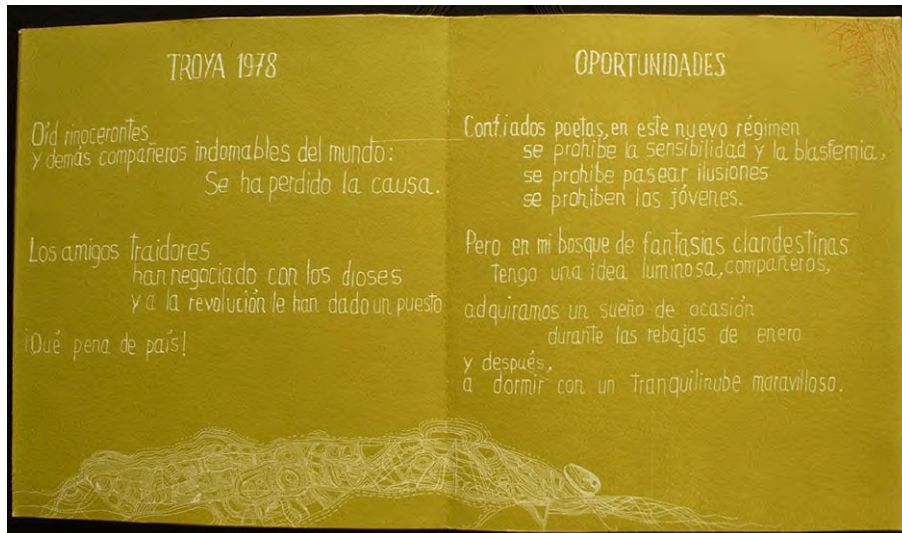 TROYA 1978
Oíd rinocerontes
y demás compañeros indomables del mundo:
Se ha perdido la causa.
Los amigos traidores
han negociado con los dioses
y a la revolución le han dado un puesto
¡Qué pena de país!
OPORTUNIDADES
Confiados poetas, en este nuevo régimen
se prohibe la sensibilidad y la blasfemia,
se prohibe pasear ilusiones
se prohiben los jóvenes.
Pero en mi bosque de fantasias clandestinas
Tengo una idea luminosa, compañeros,
adquiramos un sueño de ocasión
durante las rebajas de enero
y después,
a dormir con un Tranquilinube maravilloso.